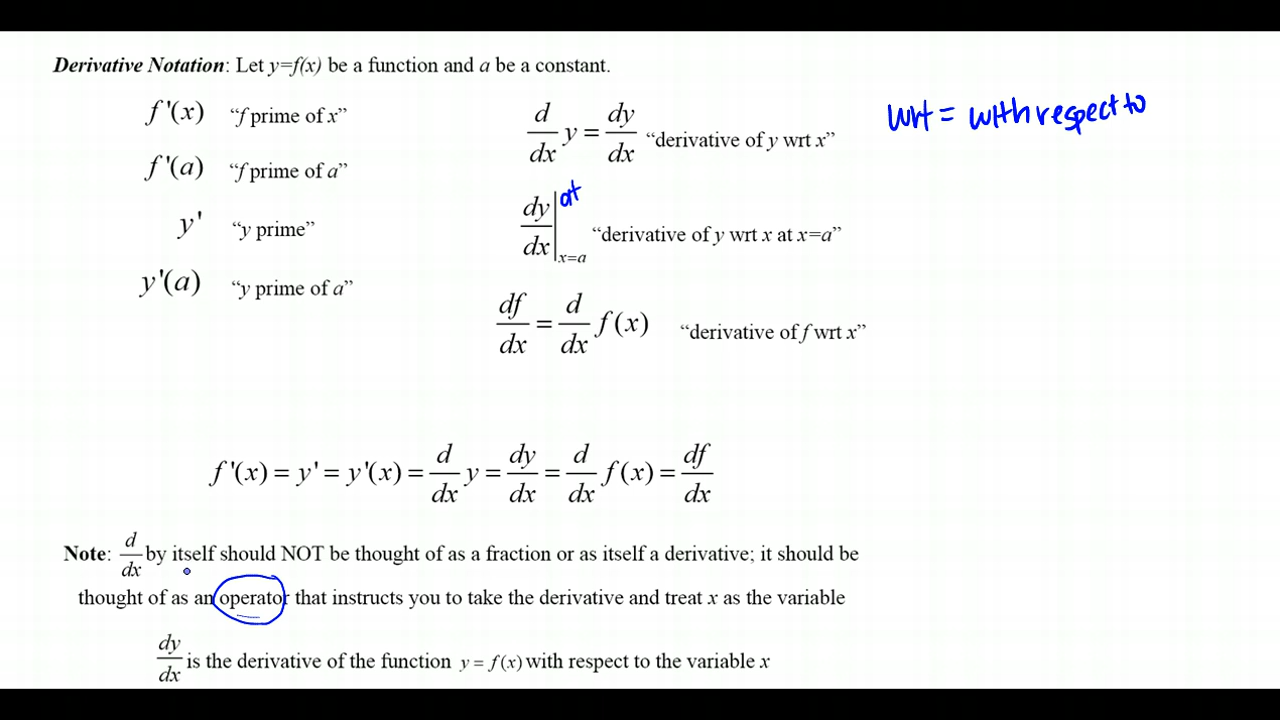 Derivative Notation: Let y=f(x) be a function and a be a constant.
f'(x) "f prime of x"
f'(a) "f prime of a"
y' "y prime"
y'(a) "y prime of a"
d/dx y = dy/dx "derivative of y wrt x"
wrt = with respect to
dy/dx|x=a at "derivative of y wrt x at x=a"
df/dx = d/dx f(x) "derivative of f wrt x"
f'(x) = y' = y'(x) = d/dx y = dy/dx = d/dx f(x) = df/dx
Note: d/dx by itself should NOT be thought of as a fraction or as itself a derivative; it should be
thought of as an operator that instructs you to take the derivative and treat x as the variable
dy/dx is the derivative of the function y = f(x) with respect to the variable x